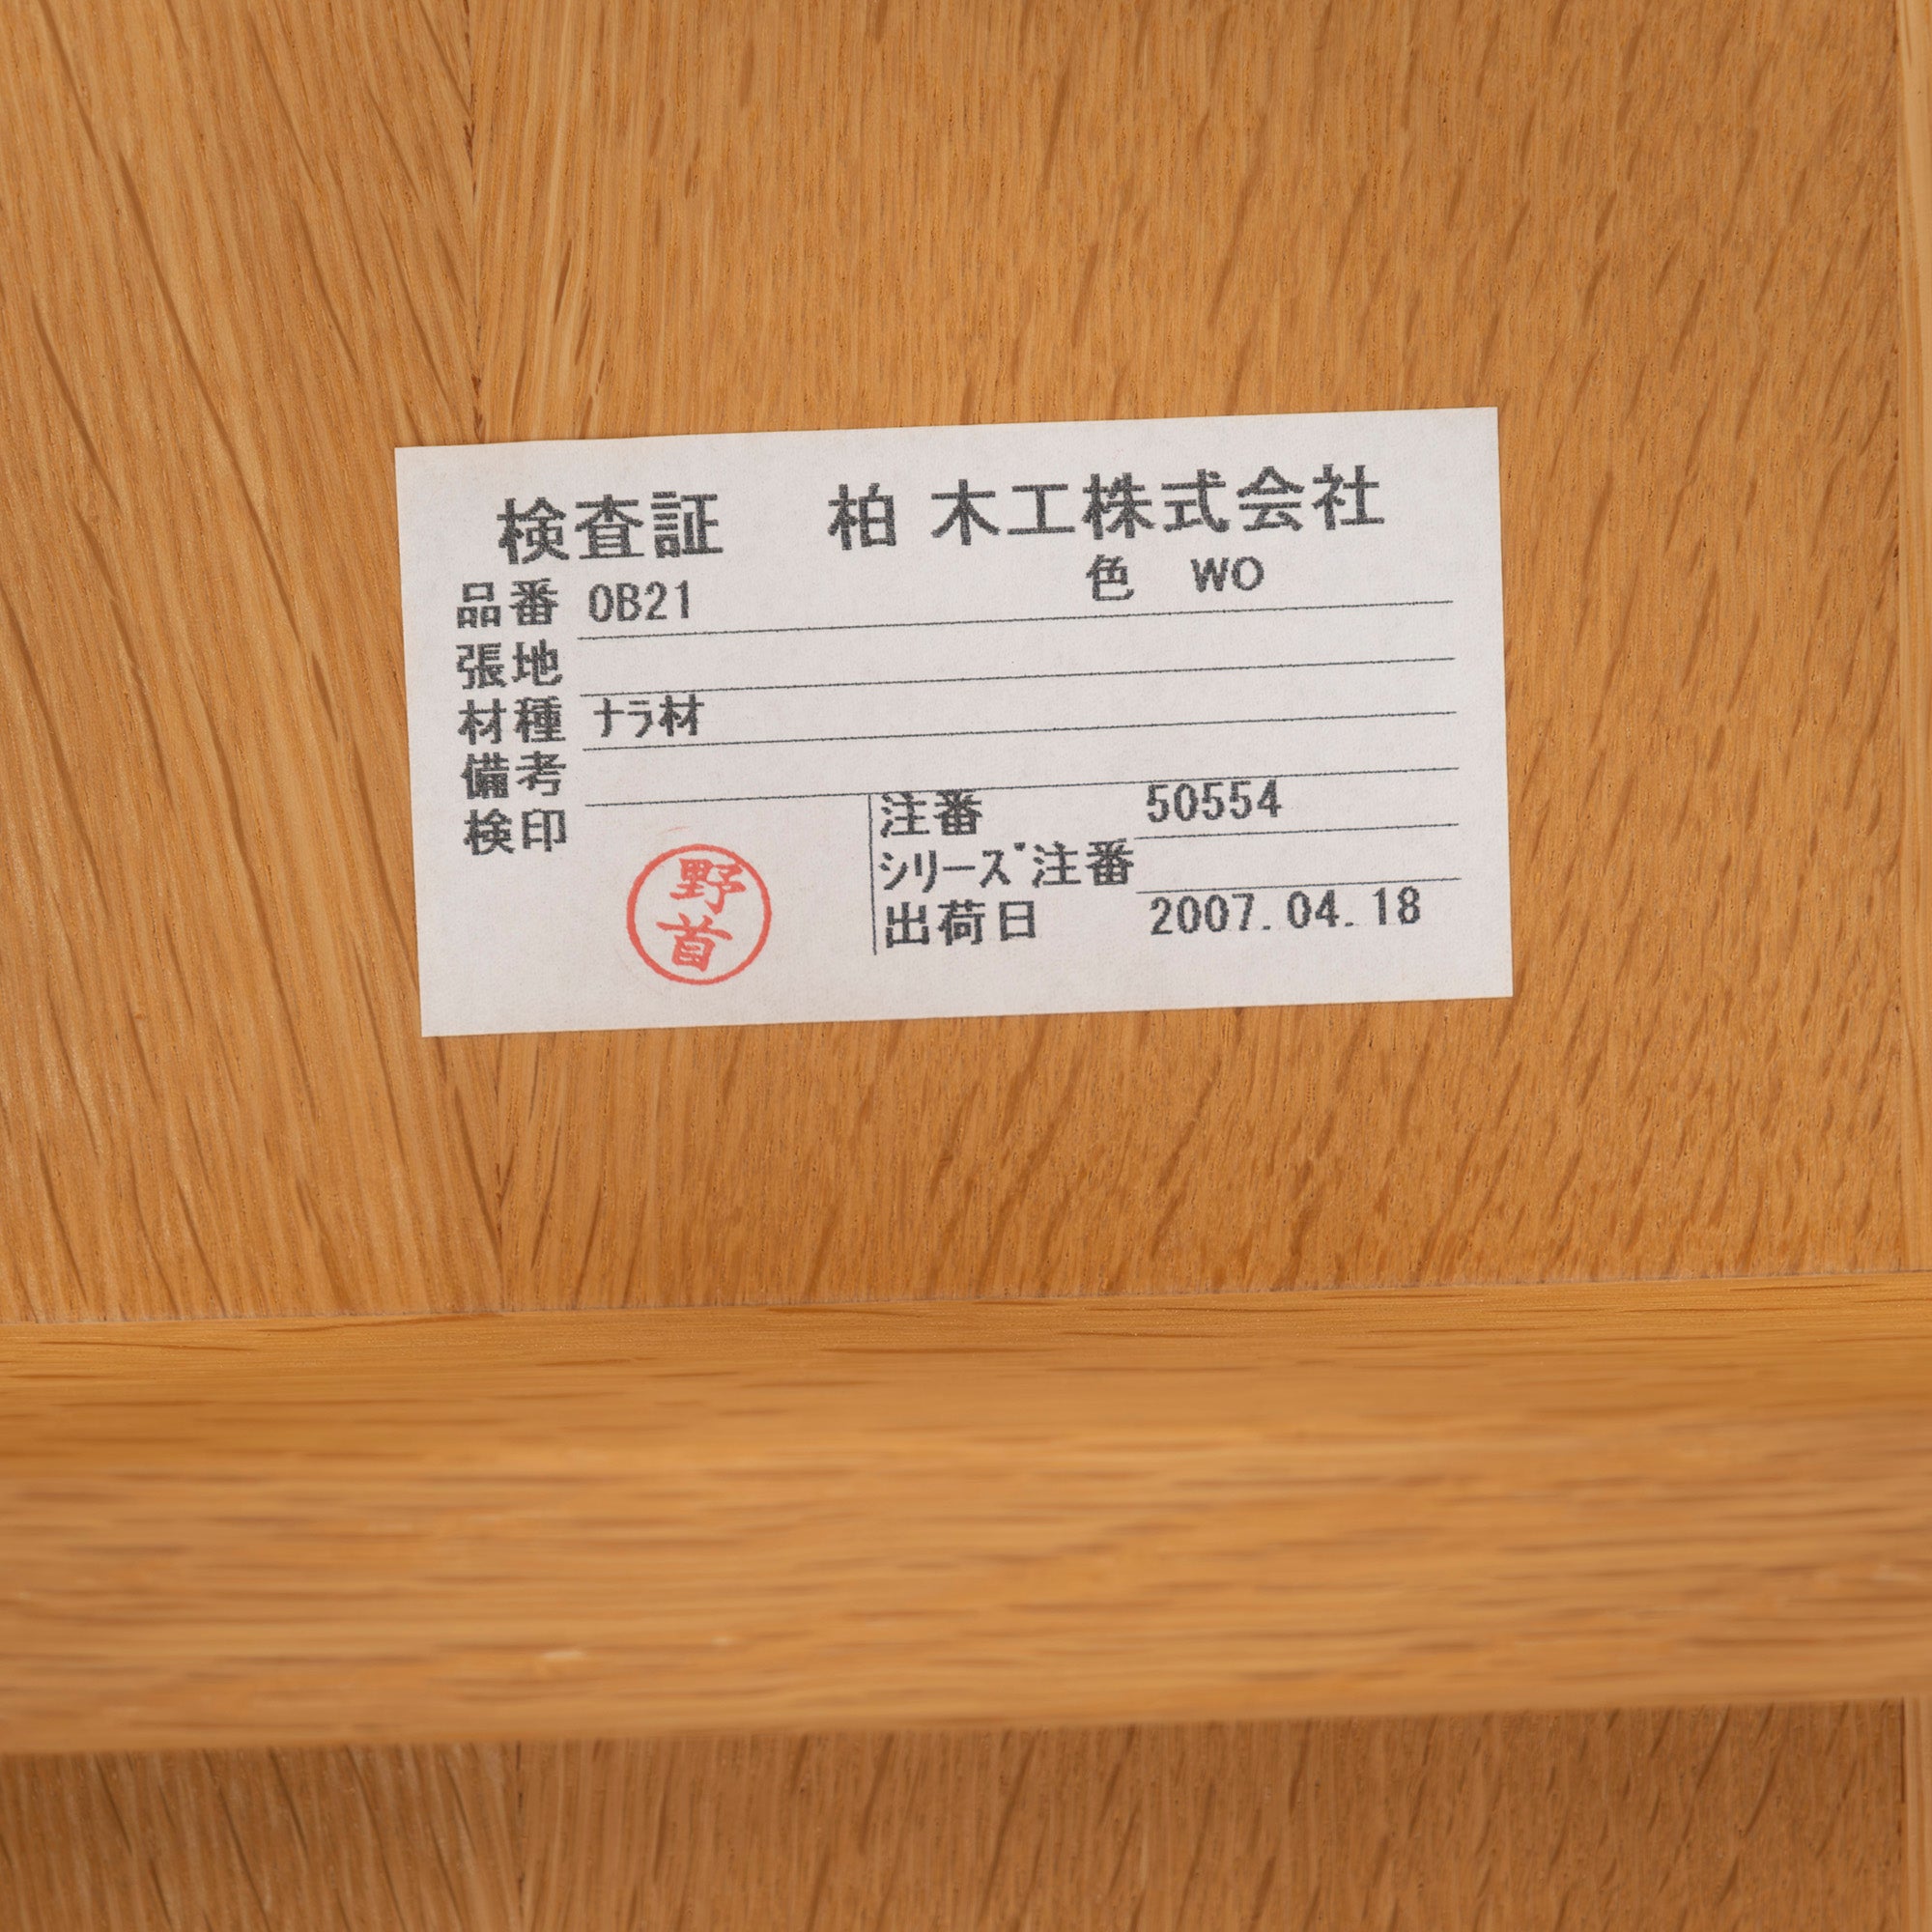 検査証 柏木工株式会社
品番 0B21 色 WO
張地
材種 ナラ材
備考
検印
注番 50554
シリーズ注番
出荷日 2007.04.18
野首